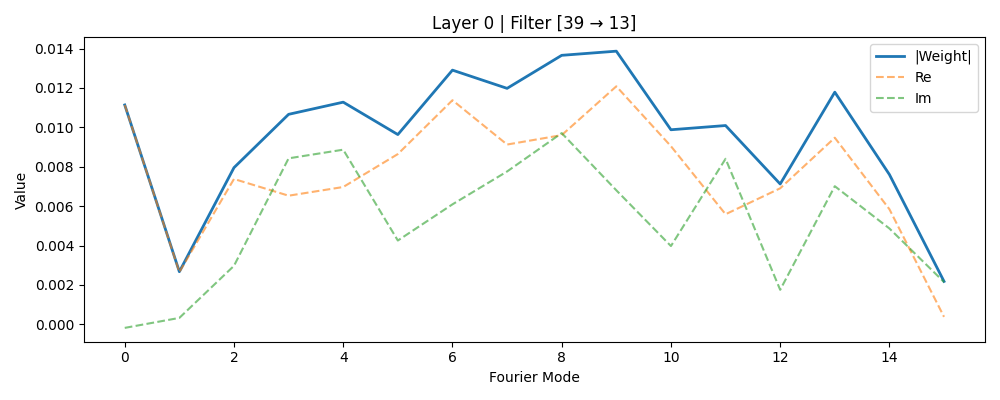 Layer 0 | Filter [39 → 13]
0.014
0.012
0.010
0.008
0.006
0.004
0.002
0.000
Value
|Weight|
Re
Im
0 2 4 6 8 10 12 14
Fourier Mode